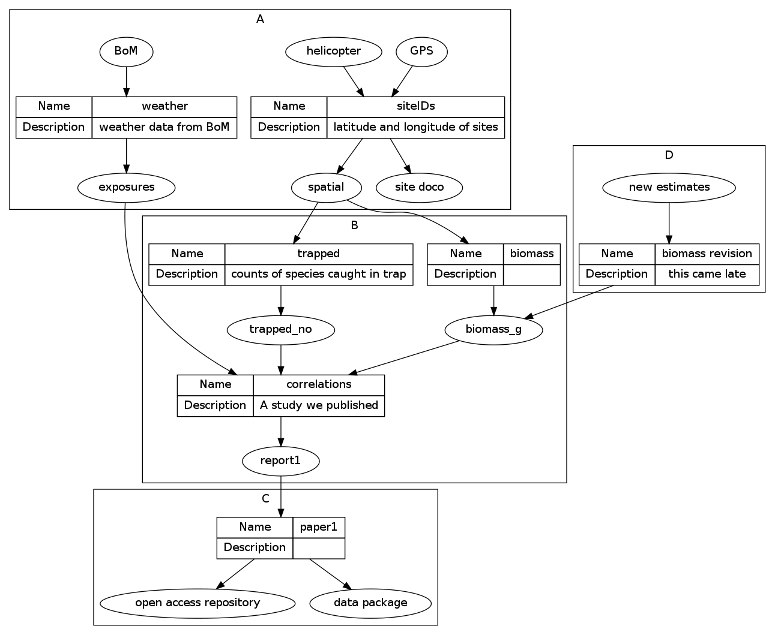 A
BoM
helicopter
GPS
Name weather
Description weather data from BoM
Name siteIDs
Description latitude and longitude of sites
exposures
spatial
site doco
D
new estimates
Name biomass revision
Description this came late
B
Name trapped
Description counts of species caught in trap
Name biomass
Description
trapped_no
biomass_g
Name correlations
Description A study we published
report1
C
Name paper1
Description
open access repository
data package